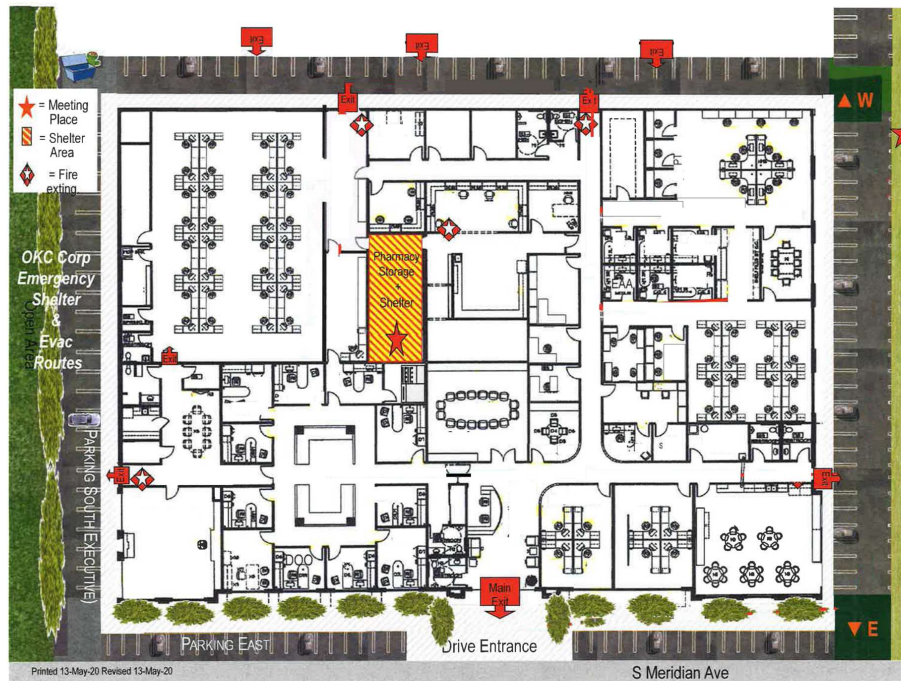 Exit
Exit
Exit
= Meeting
Place
= Shelter
Area
= Fire
exting.
Exit
Exit
W
OKC Corp
Emergency
Shelter
&
Evac
Routes
Open Area
Pharmacy
Storage
+
Shelter
EAA
Exit
PARKING SOUTH EXECUTIVE)
Exit
Exit
S
Main
Exit
E
PARKING EAST
Drive Entrance
Printed 13-May-20 Revised 13-May-20
S Meridian Ave